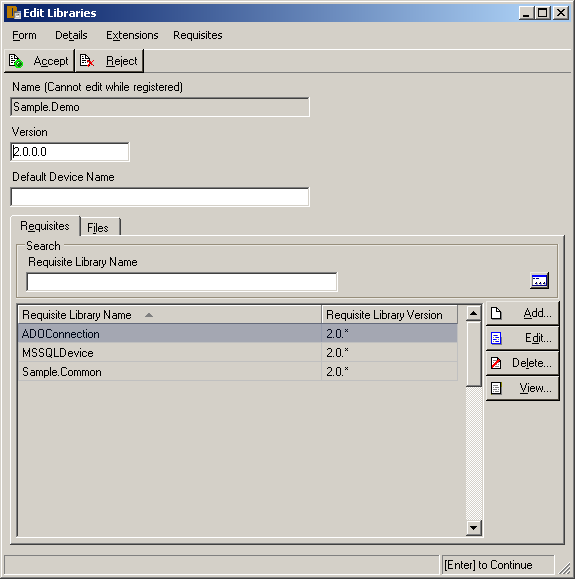 Edit Libraries
Form Details Extensions Requisites
Accept Reject
Name (Cannot edit while registered)
Sample.Demo
Version
2.0.0.0
Default Device Name
Requisites Files
Search
Requisite Library Name
Requisite Library Name Requisite Library Version
ADOConnection 2.0.*
MSSQLDevice 2.0.*
Sample.Common 2.0.*
Add...
Edit...
Delete...
View...
[Enter] to Continue